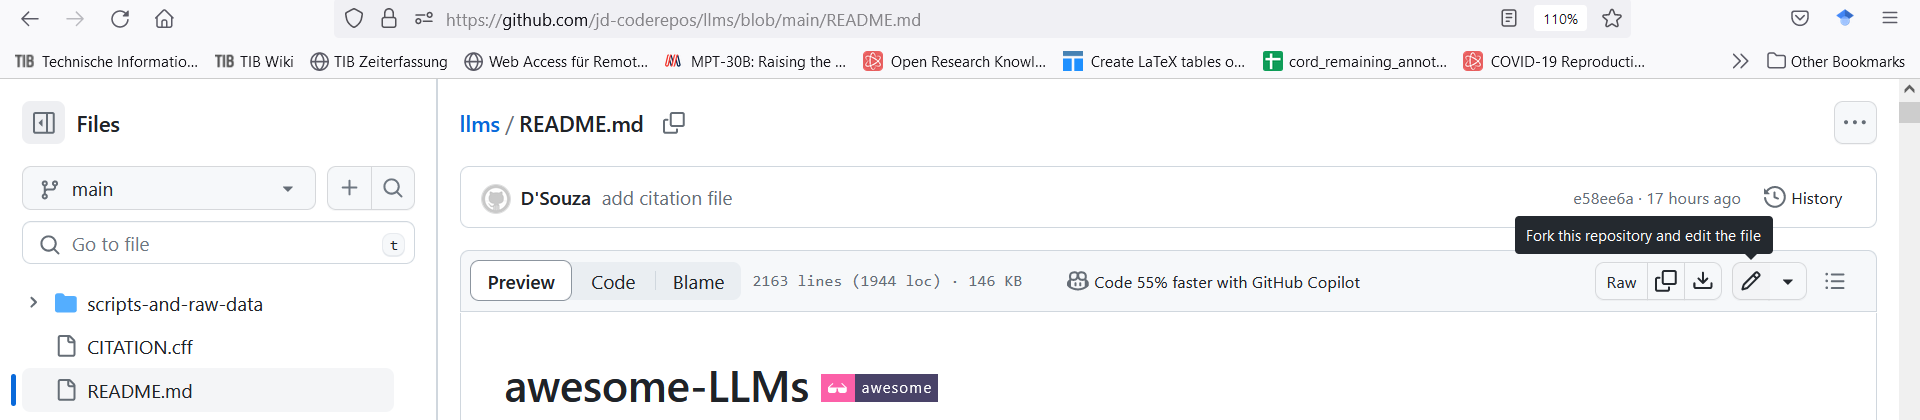 https://github.com/jd-coderepos/llms/blob/main/README.md
110%
TIB Technische Informatio...
TIB TIB Wiki
TIB Zeiterfassung
Web Access für Remot...
MPT-30B: Raising the ...
Open Research Knowl...
Create LaTeX tables o...
cord_remaining_annot...
COVID-19 Reproducti...
Other Bookmarks
Files
main
Go to file
t
scripts-and-raw-data
CITATION.cff
README.md
llms / README.md
D'Souza add citation file
e58ee6a · 17 hours ago
History
Fork this repository and edit the file
Preview
Code
Blame
2163 lines (1944 loc) · 146 KB
Code 55% faster with GitHub Copilot
Raw
awesome-LLMs
awesome